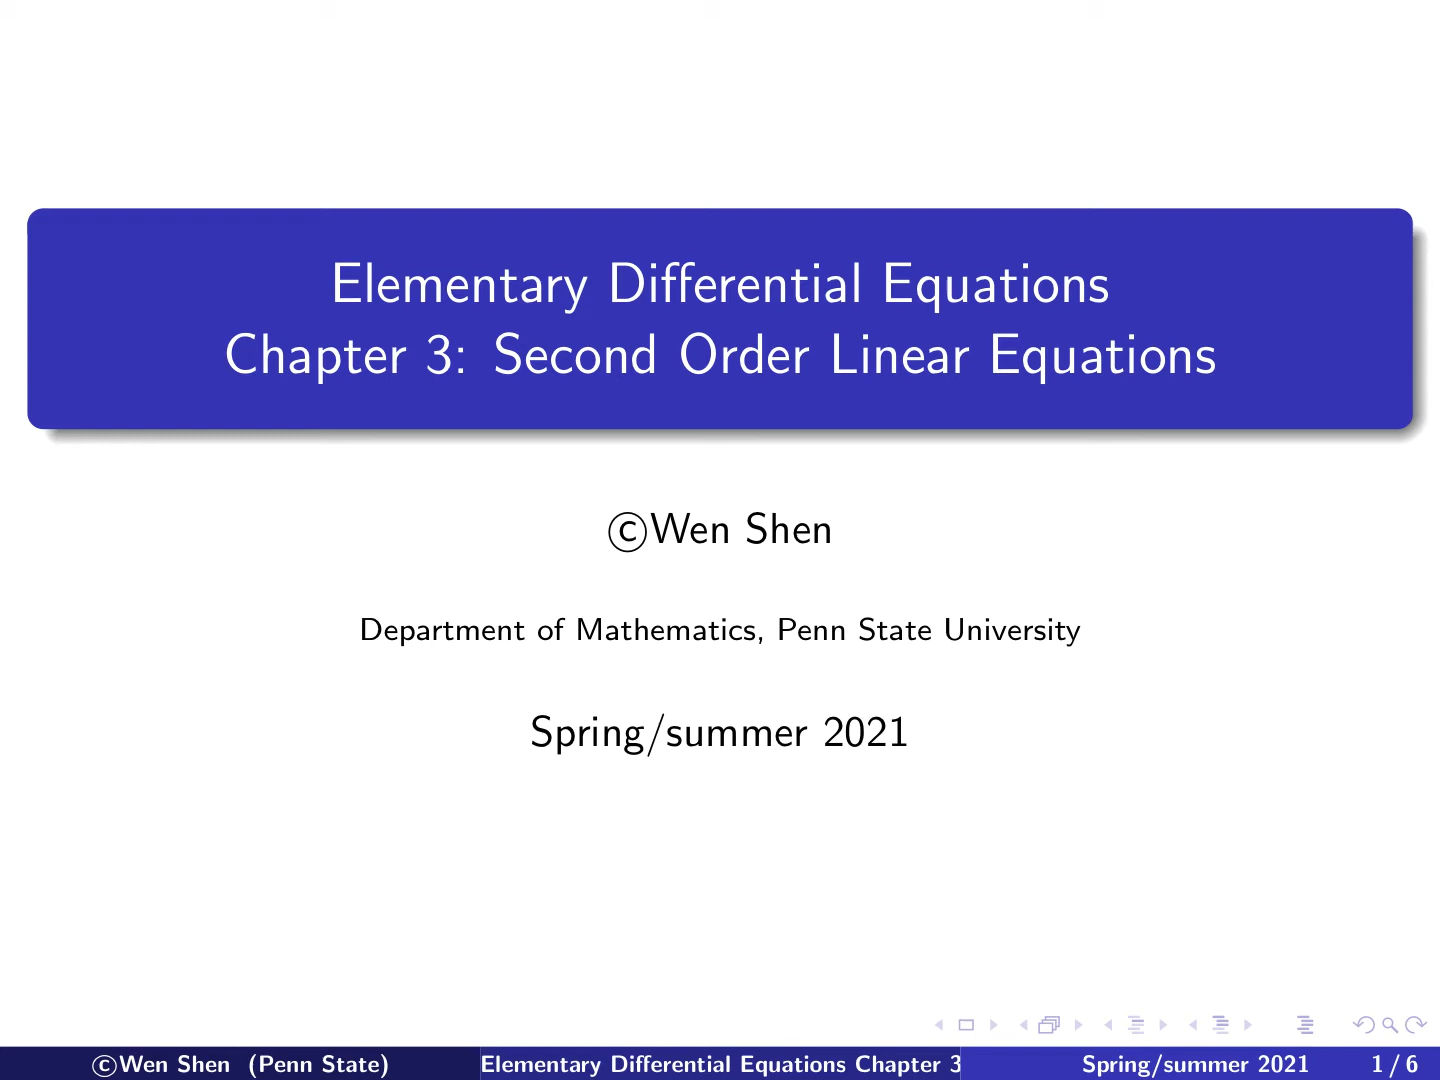 Elementary Differential Equations
Chapter 3: Second Order Linear Equations
©Wen Shen
Department of Mathematics, Penn State University
Spring/summer 2021
©Wen Shen (Penn State)
Elementary Differential Equations Chapter 3
Spring/summer 2021
1 / 6